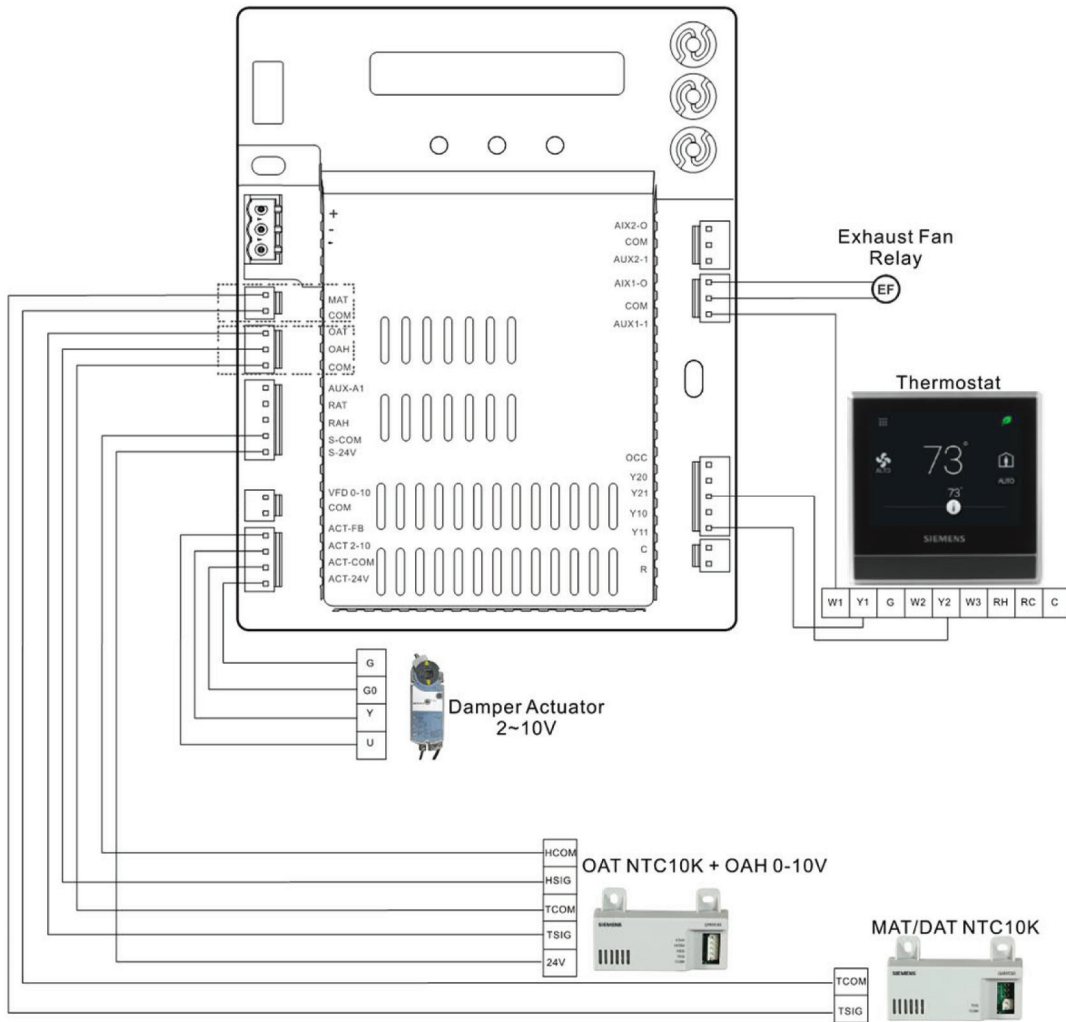 +
-
-
MAT
COM
OAT
OAH
COM
AUX-A1
RAT
RAH
S-COM
S-24V
VFD 0-10
COM
ACT-FB
ACT 2-10
ACT-COM
ACT-24V
AIX2-O
COM
AUX2-1
AIX1-O
COM
AUX1-1
OCC
Y20
Y21
Y10
Y11
C
R
Exhaust Fan
Relay
EF
Thermostat
AUTO
73°
AUTO
73°
SIEMENS
W1 Y1 G W2 Y2 W3 RH RC C
G
G0
Y
U
Damper Actuator
2~10V
HCOM
HSIG
TCOM
TSIG
24V
OAT NTC10K + OAH 0-10V
SIEMENS
MAT/DAT NTC10K
SIEMENS
TCOM
TSIG